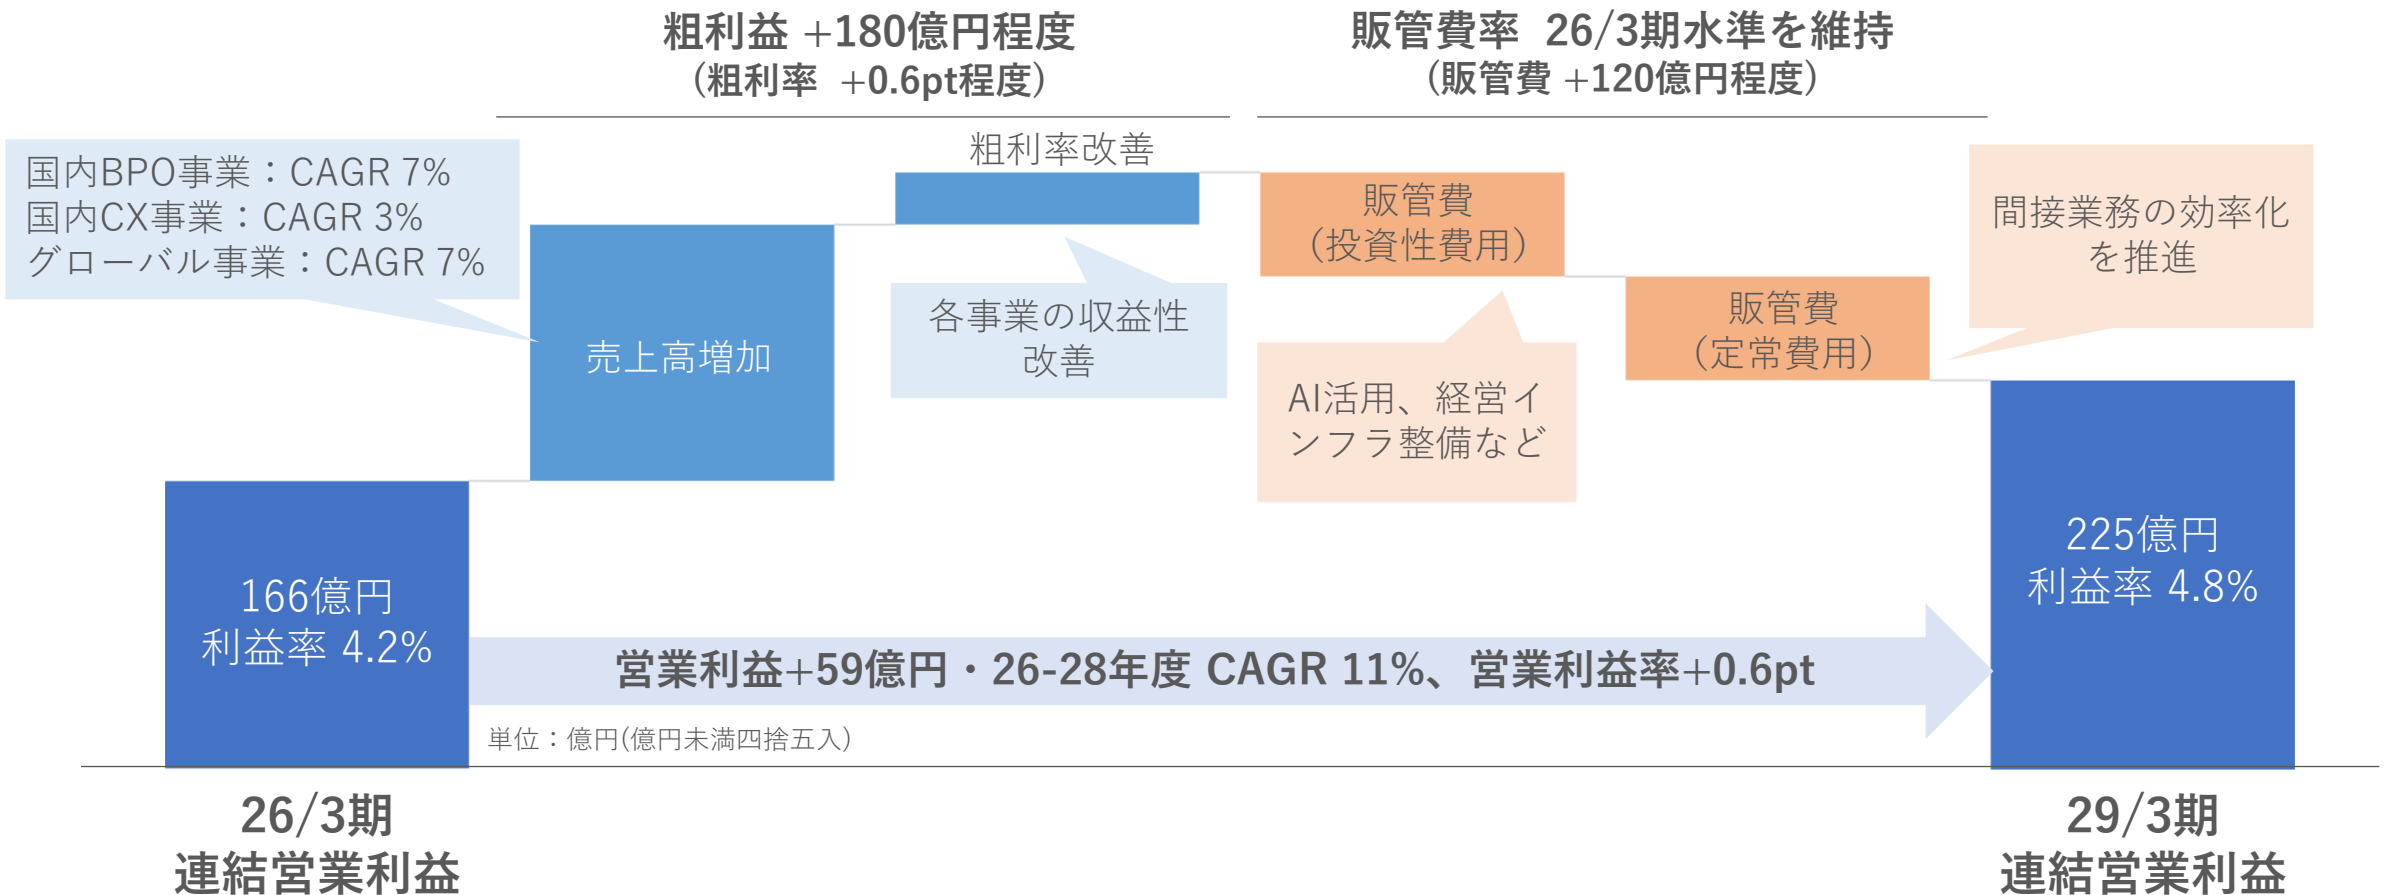 粗利益 +180億円程度
(粗利率 +0.6pt程度)
販管費率 26/3期水準を維持
(販管費 +120億円程度)
国内BPO事業：CAGR 7%
国内CX事業：CAGR 3%
グローバル事業：CAGR 7%
売上高増加
粗利率改善
各事業の収益性
改善
販管費
（投資性費用）
AI活用、経営イ
ンフラ整備など
販管費
（定常費用）
間接業務の効率化
を推進
166億円
利益率 4.2%
225億円
利益率 4.8%
営業利益+59億円・26-28年度 CAGR 11%、営業利益率+0.6pt
単位：億円(億円未満四捨五入)
26/3期
連結営業利益
29/3期
連結営業利益